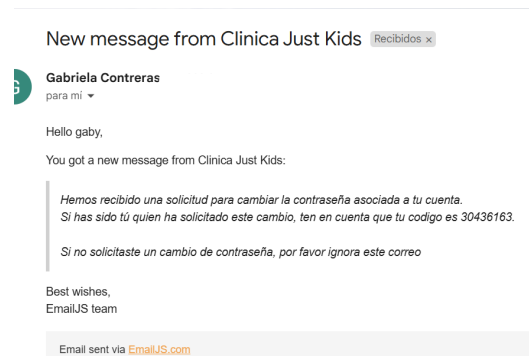 New message from Clinica Just Kids Recibidos ×
Gabriela Contreras
para mí
Hello gaby,
You got a new message from Clinica Just Kids:
Hemos recibido una solicitud para cambiar la contraseña asociada a tu cuenta.
Si has sido tú quien ha solicitado este cambio, ten en cuenta que tu codigo es 30436163.
Si no solicitaste un cambio de contraseña, por favor ignora este correo
Best wishes,
EmailJS team
Email sent via EmailJS.com